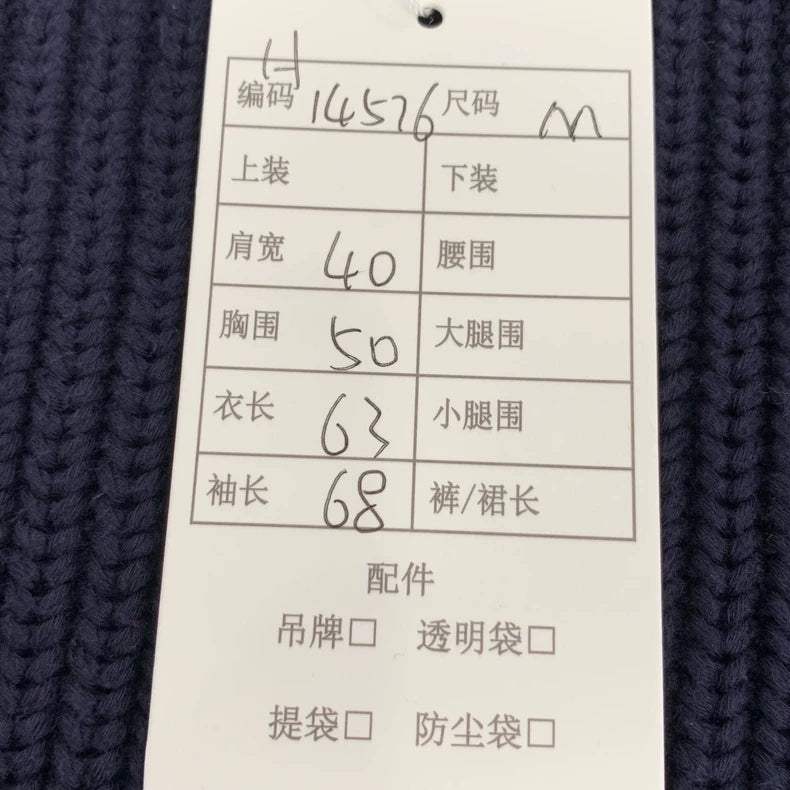 H
编码 14576 尺码 M
上装 下装
肩宽 40 腰围
胸围 50 大腿围
衣长 63 小腿围
袖长 68 裤/裙长
配件
吊牌□ 透明袋□
提袋□ 防尘袋□